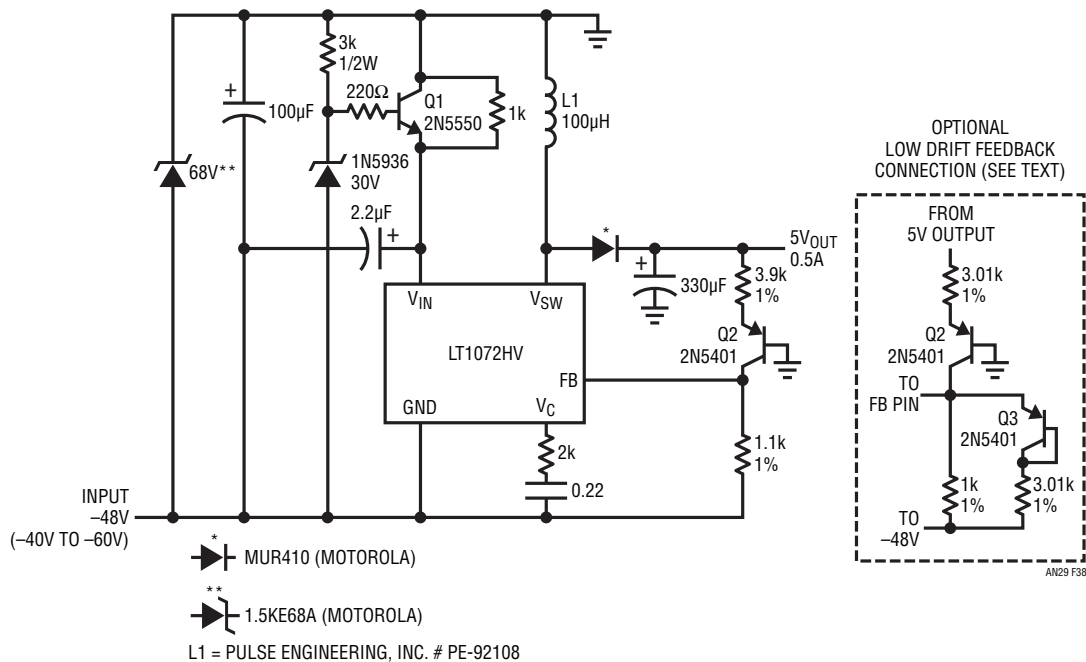 3k
1/2W
220Ω
Q1
2N5550
1k
L1
100µH
+
100µF
68V**
1N5936
30V
2.2µF
+
*
5VOUT
0.5A
+
330µF
3.9k
1%
Q2
2N5401
VIN
VSW
LT1072HV
FB
GND
VC
2k
0.22
1.1k
1%
INPUT
–48V
(–40V TO –60V)
*
MUR410 (MOTOROLA)
**
1.5KE68A (MOTOROLA)
L1 = PULSE ENGINEERING, INC. # PE-92108
OPTIONAL
LOW DRIFT FEEDBACK
CONNECTION (SEE TEXT)
FROM
5V OUTPUT
3.01k
1%
Q2
2N5401
TO
FB PIN
Q3
2N5401
1k
1%
3.01k
1%
TO
–48V
AN29 F38